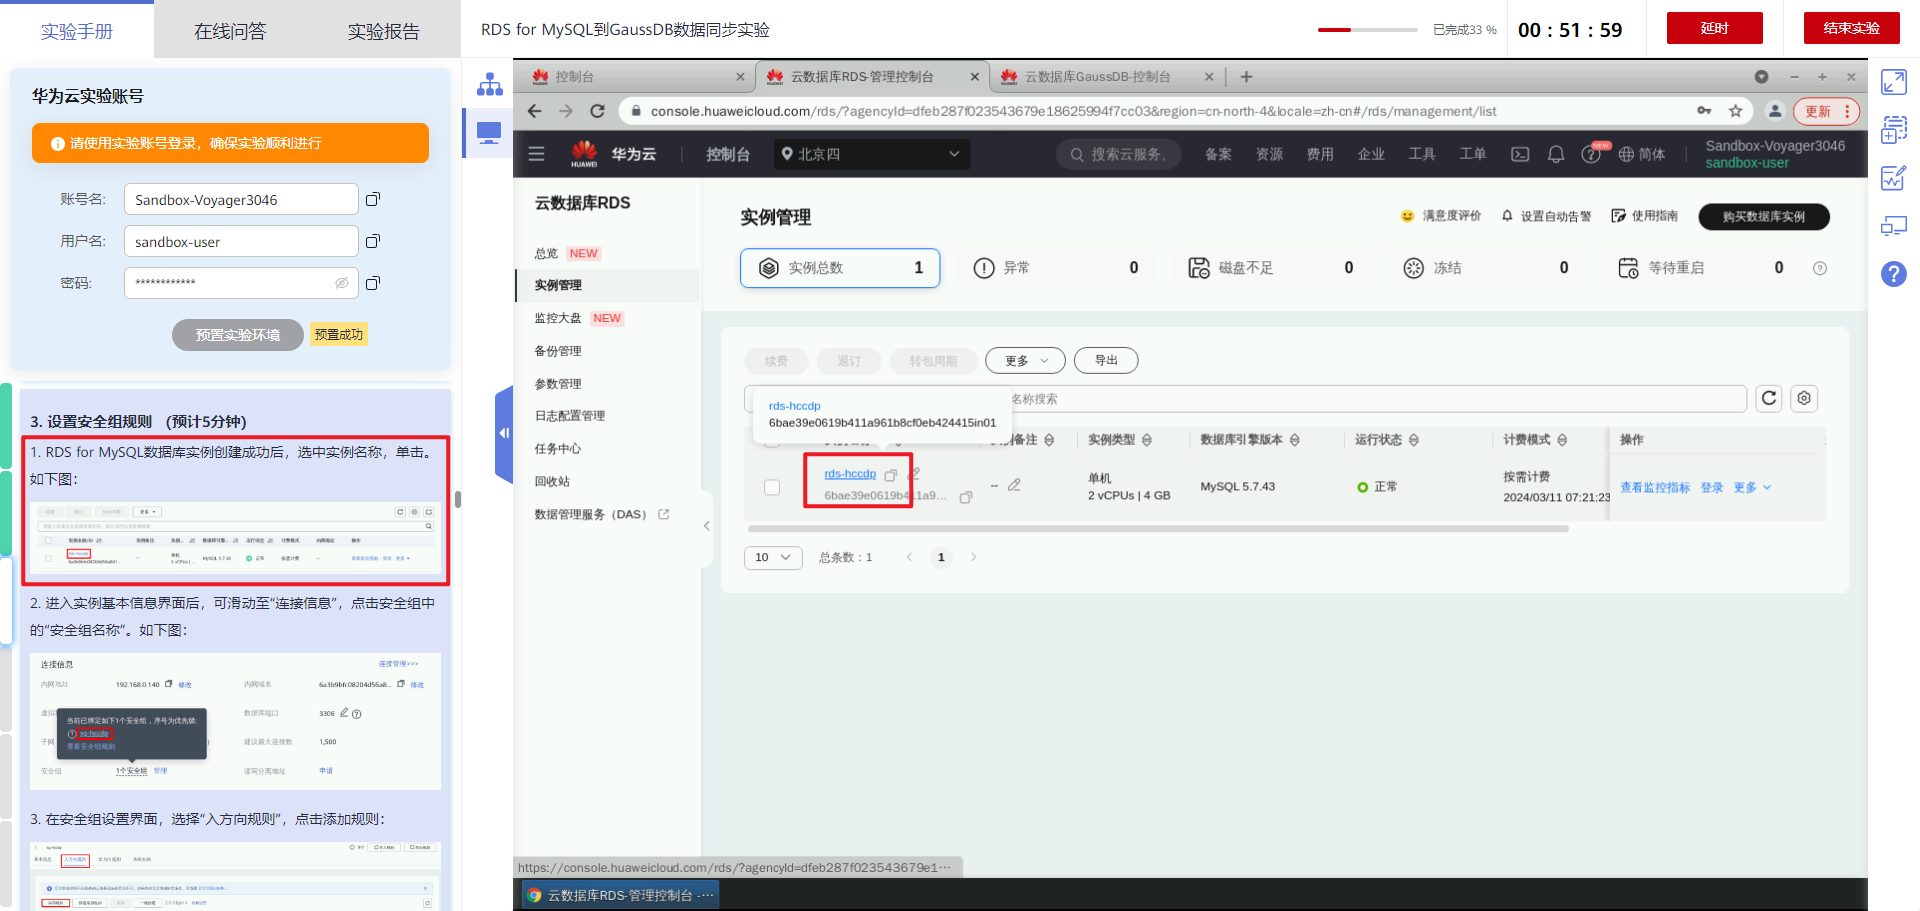 实验手册
在线问答
实验报告
RDS for MySQL到GaussDB数据同步实验
已完成33 %
00 : 51 : 59
延时
结束实验
华为云实验账号
请使用实验账号登录，确保实验顺利进行
账号名:
Sandbox-Voyager3046
用户名:
sandbox-user
密码:
************
预置实验环境
预置成功
3. 设置安全组规则 （预计5分钟）
1. RDS for MySQL数据库实例创建成功后，选中实例名称，单击。
如下图：
更多
正常
2. 进入实例基本信息界面后，可滑动至“连接信息”，点击安全组中
的“安全组名称”。如下图：
连接信息
连接管理>>>
内网地址
192.168.0.140
修改
内网域名
6a3b9bfc08204d56a8...
修改
当前已绑定如下1个安全组，序号为优先级:
sg-hccdp
查看安全组规则
数据库端口
3306
子网
建议最大连接数
1,500
安全组
1个安全组
管理
读写分离地址
申请
3. 在安全组设置界面，选择“入方向规则”，点击添加规则：
控制台
云数据库RDS-管理控制台
云数据库GaussDB-控制台
console.huaweicloud.com/rds/?agencyId=dfeb287f023543679e18625994f7cc03&region=cn-north-4&locale=zh-cn#/rds/management/list
更新
HUAWEI
华为云
控制台
北京四
搜索云服务、
备案
资源
费用
企业
工具
工单
NEW
简体
Sandbox-Voyager3046
sandbox-user
云数据库RDS
总览 NEW
实例管理
监控大盘 NEW
备份管理
参数管理
日志配置管理
任务中心
回收站
数据管理服务（DAS）
实例管理
满意度评价
设置自动告警
使用指南
购买数据库实例
实例总数 1
异常 0
磁盘不足 0
冻结 0
等待重启 0
续费
退订
转包周期
更多
导出
名称搜索
rds-hccdp
6bae39e0619b411a961b8cf0eb424415in01
备注
实例类型
数据库引擎版本
运行状态
计费模式
操作
rds-hccdp
6bae39e0619b411a9...
--
单机
2 vCPUs | 4 GB
MySQL 5.7.43
正常
按需计费
2024/03/11 07:21:23
查看监控指标
登录
更多
10
总条数：1
1
https://console.huaweicloud.com/rds/?agencyId=dfeb287f023543679e1···
云数据库RDS-管理控制台 -···